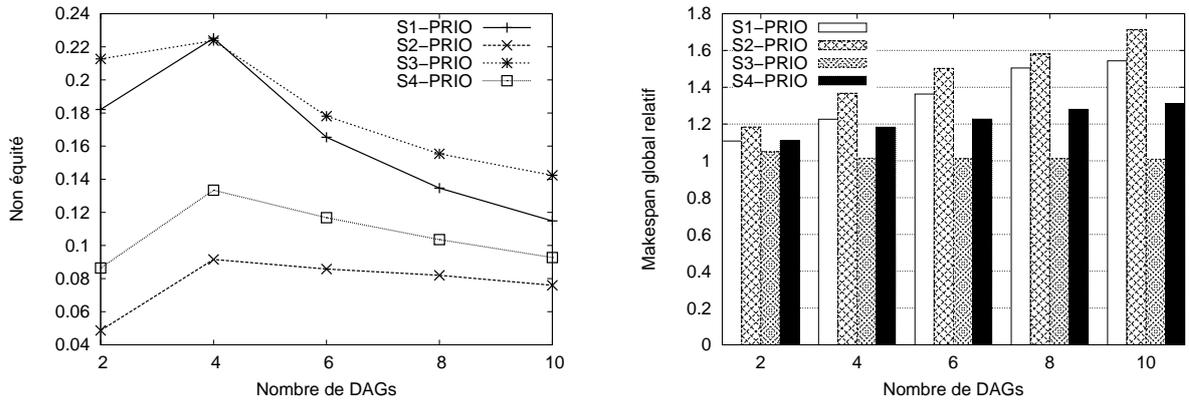 0.24
0.22
0.2
0.18
0.16
0.14
0.12
0.1
0.08
0.06
0.04
2 4 6 8 10
Non équité
Nombre de DAGs
S1−PRIO
S2−PRIO
S3−PRIO
S4−PRIO
1.8
1.6
1.4
1.2
1
0.8
0.6
0.4
0.2
0
2 4 6 8 10
Makespan global relatif
Nombre de DAGs
S1−PRIO
S2−PRIO
S3−PRIO
S4−PRIO